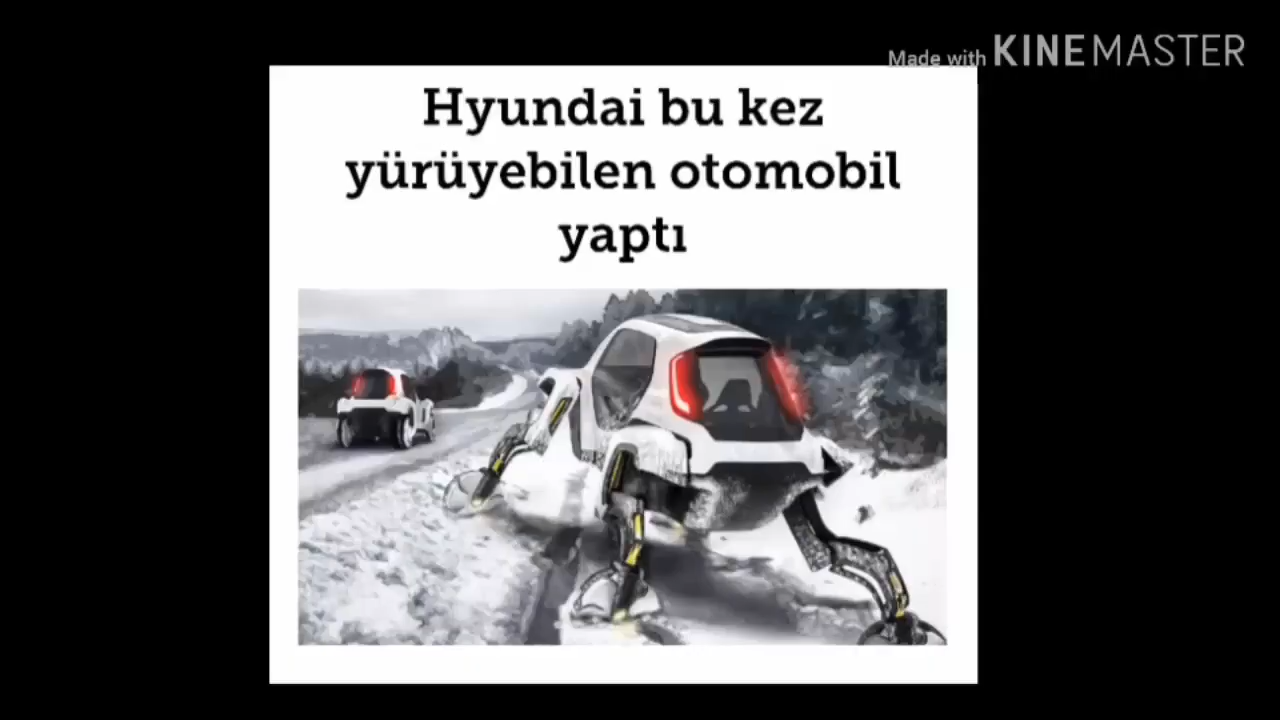 Made with KINEMASTER
Hyundai bu kez
yürüyebilen otomobil
yaptı